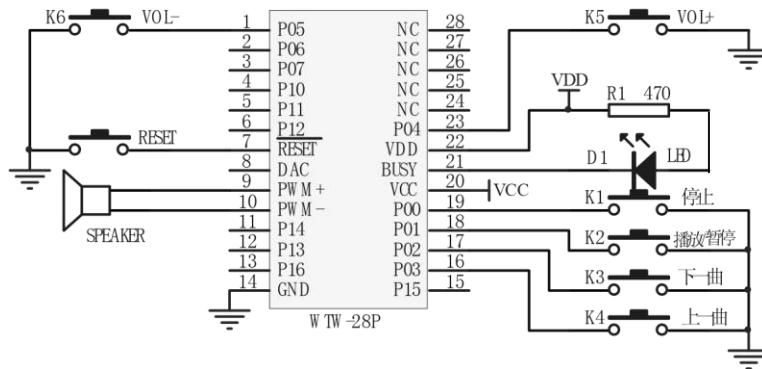 K6 VOL- 1 P05 NC 28 K5 VOL+
2 P06 NC 27
3 P07 NC 26
4 P10 NC 25
5 P11 NC 24 VDD R1 470
6 P12 P04 23
RESET 7 RESET VDD 22
8 DAC BUSY 21 D1 LED
9 PWM+ VCC 20 VCC K1 停止
10 PWM- P00 19
SPEAKER 11 P14 P01 18 K2 播放暂停
12 P13 P02 17
13 P16 P03 16 K3 下一曲
14 GND P15 15
WTW-28P K4 上一曲